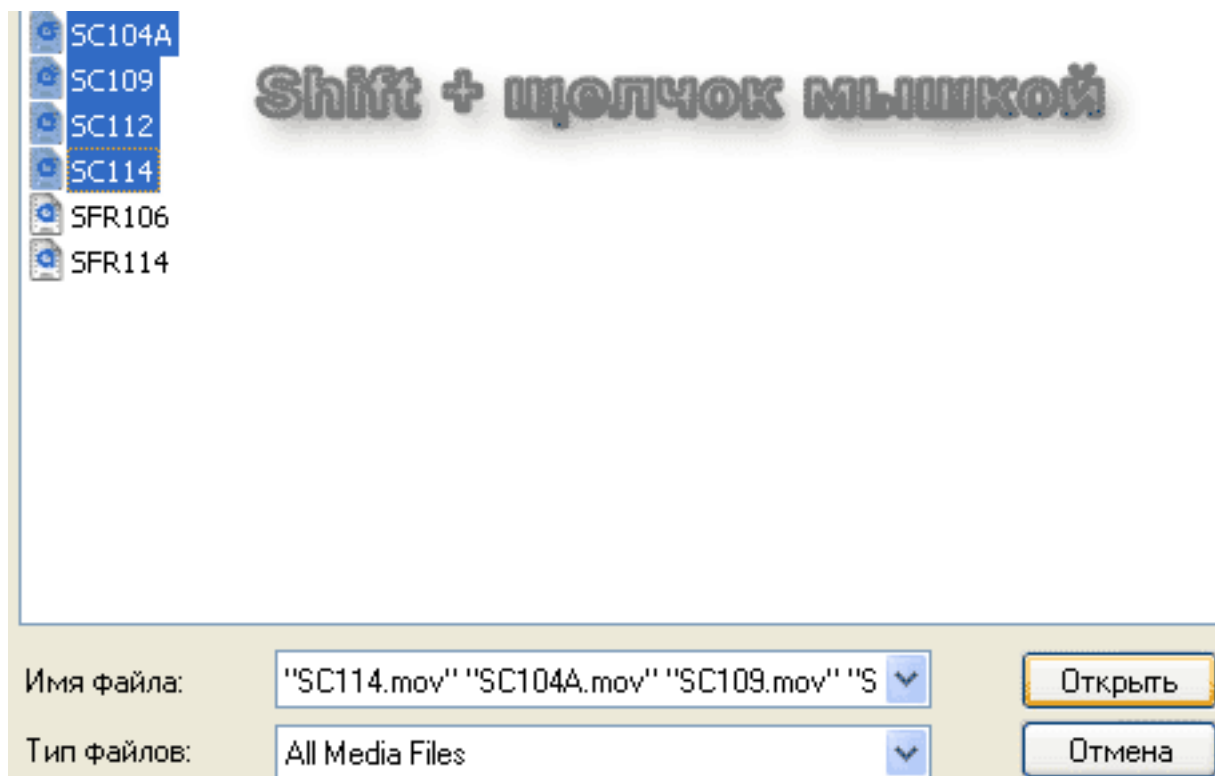 SC104A
SC109
Shift + щелчок мышкой
SC112
SC114
SFR106
SFR114
Имя файла: "SC114.mov" "SC104A.mov" "SC109.mov" "S Открыть
Тип файлов: All Media Files Отмена